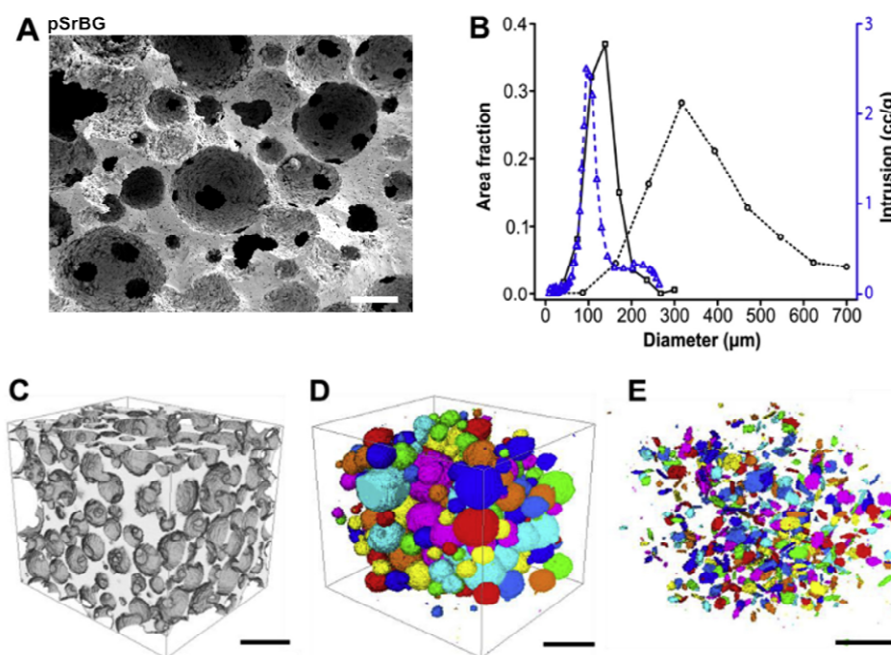 A pSrBG
B
0.4
0.3
0.2
0.1
0.0
Area fraction
3
2
1
0
Intrusion (cc/g)
0 100 200 300 400 500 600 700
Diameter (µm)
C
D
E